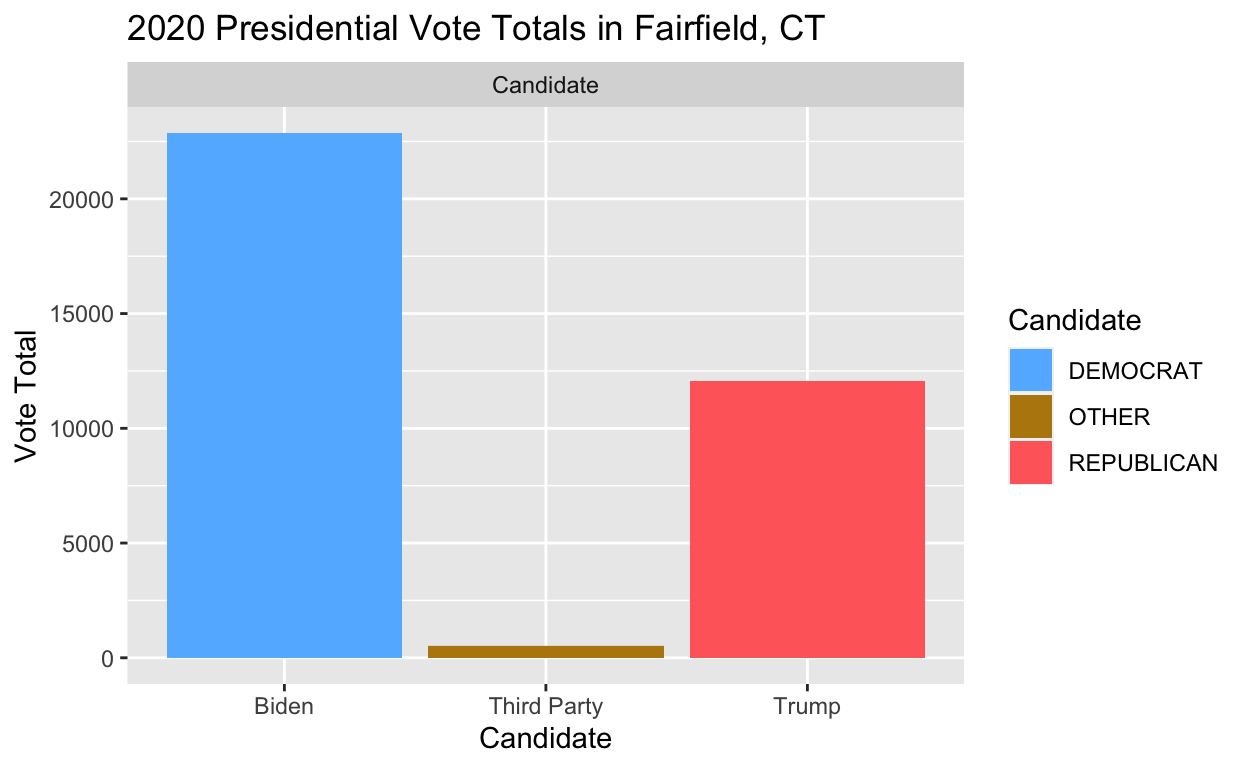 2020 Presidential Vote Totals in Fairfield, CT
Candidate
20000
15000
10000
5000
0
Vote Total
Biden
Third Party
Trump
Candidate
Candidate
DEMOCRAT
OTHER
REPUBLICAN